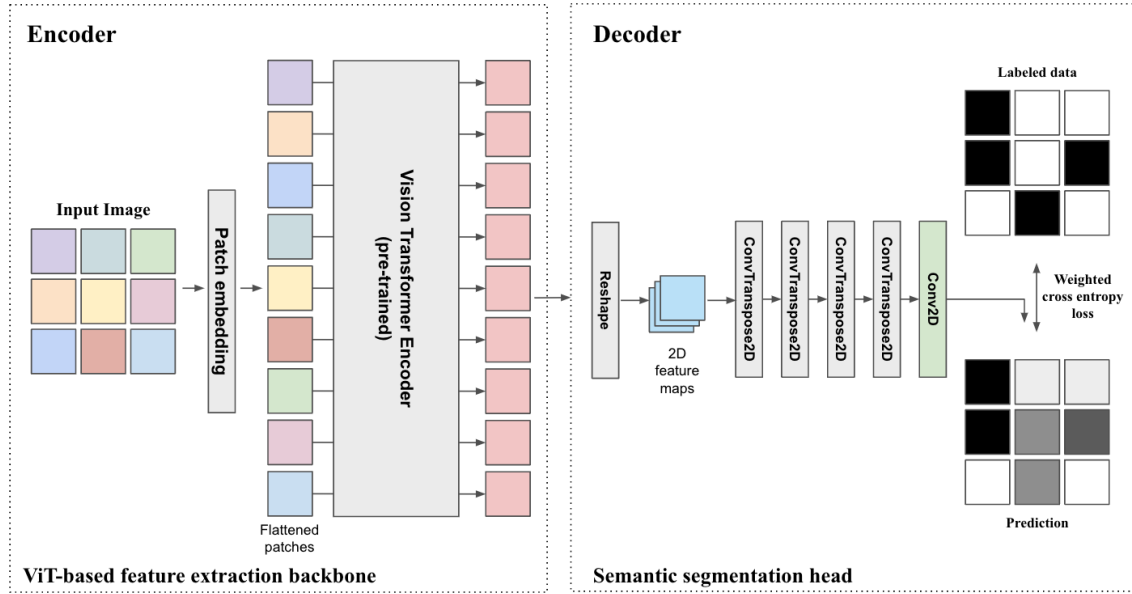 Encoder
Input Image
Patch embedding
Flattened
patches
Vision Transformer Encoder
(pre-trained)
ViT-based feature extraction backbone
Decoder
Reshape
2D
feature
maps
ConvTranspose2D
ConvTranspose2D
ConvTranspose2D
ConvTranspose2D
Conv2D
Labeled data
Weighted
cross entropy
loss
Prediction
Semantic segmentation head